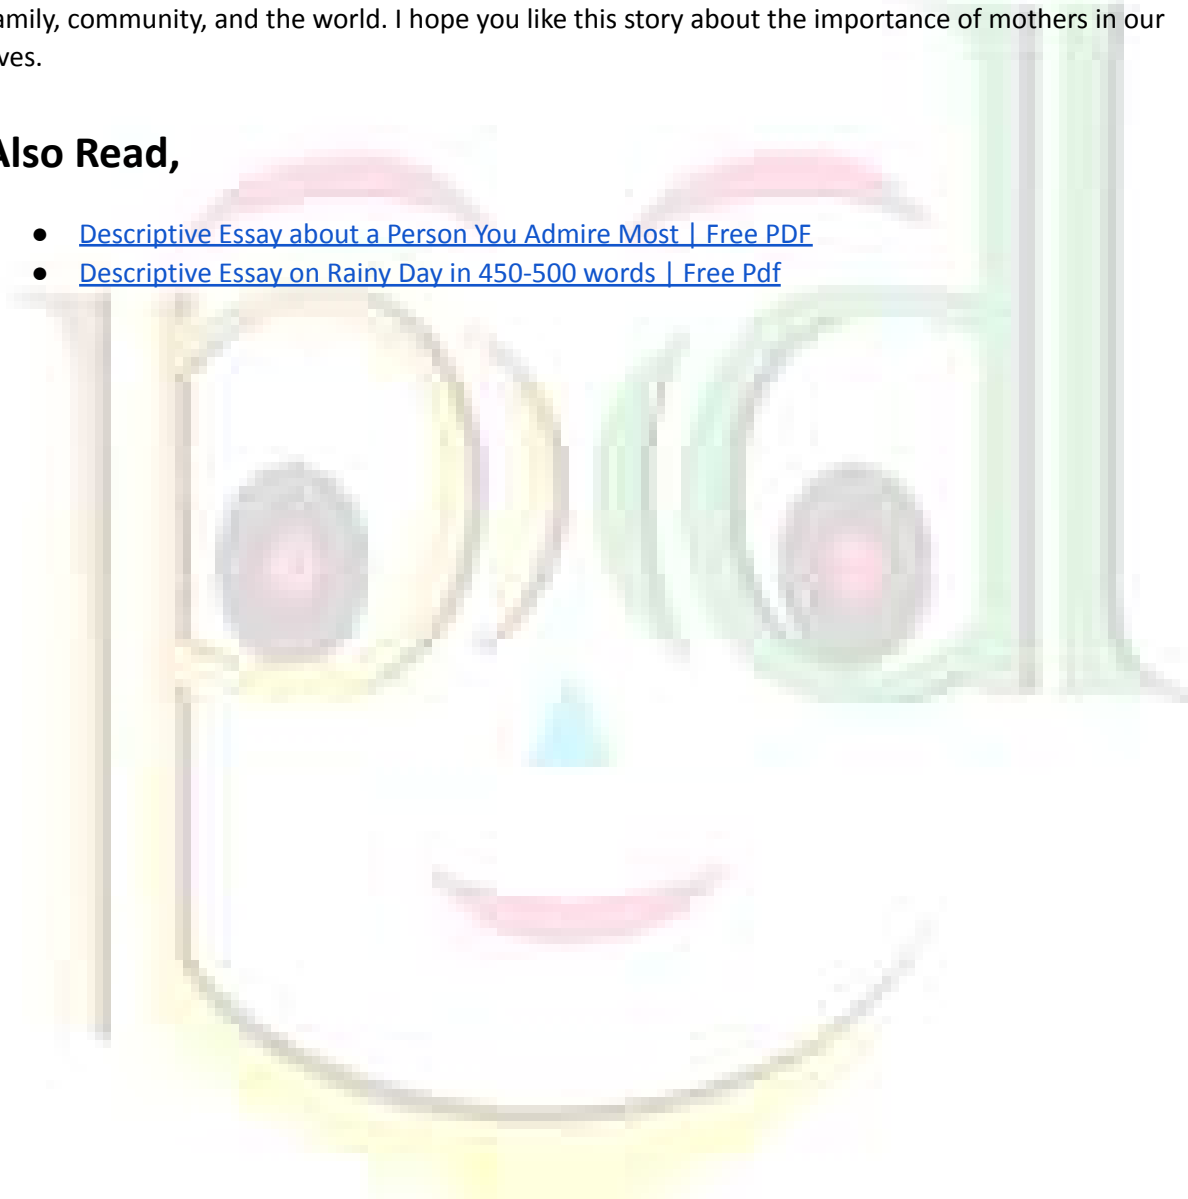 amily, community, and the world. I hope you like this story about the importance of mothers in our
ves.
Also Read,
● Descriptive Essay about a Person You Admire Most | Free PDF
● Descriptive Essay on Rainy Day in 450-500 words | Free Pdf